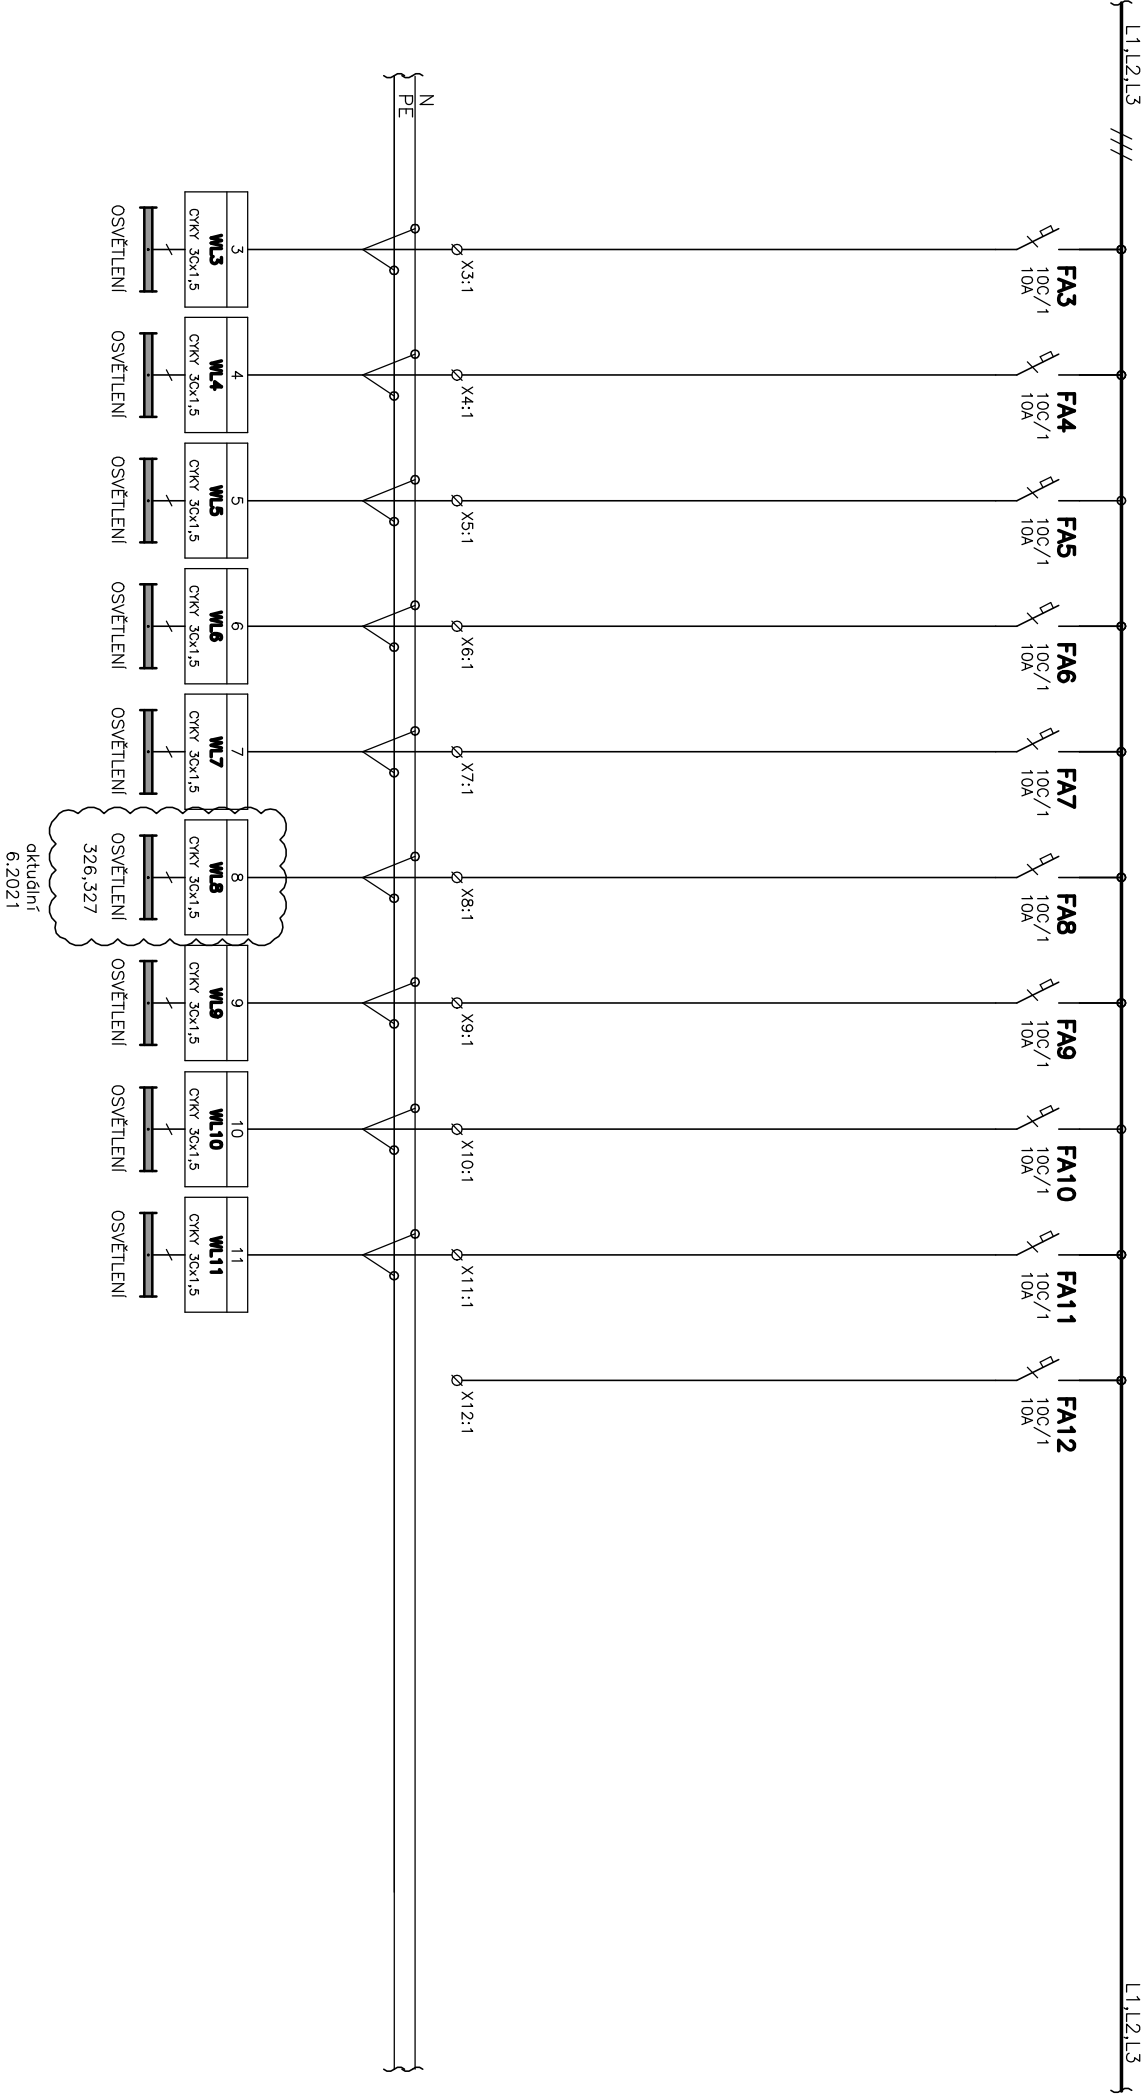 L1,L2,L3
L1,L2,L3
FA3
10C/1
10A
FA4
10C/1
10A
FA5
10C/1
10A
FA6
10C/1
10A
FA7
10C/1
10A
FA8
10C/1
10A
FA9
10C/1
10A
FA10
10C/1
10A
FA11
10C/1
10A
FA12
10C/1
10A
X3:1
X4:1
X5:1
X6:1
X7:1
X8:1
X9:1
X10:1
X11:1
X12:1
N
PE
3
WL3
CYKY 3Cx1,5
OSVĚTLENÍ
4
WL4
CYKY 3Cx1,5
OSVĚTLENÍ
5
WL5
CYKY 3Cx1,5
OSVĚTLENÍ
6
WL6
CYKY 3Cx1,5
OSVĚTLENÍ
7
WL7
CYKY 3Cx1,5
OSVĚTLENÍ
8
WL8
CYKY 3Cx1,5
OSVĚTLENÍ
326,327
aktuální
6.2021
9
WL9
CYKY 3Cx1,5
OSVĚTLENÍ
10
WL10
CYKY 3Cx1,5
OSVĚTLENÍ
11
WL11
CYKY 3Cx1,5
OSVĚTLENÍ